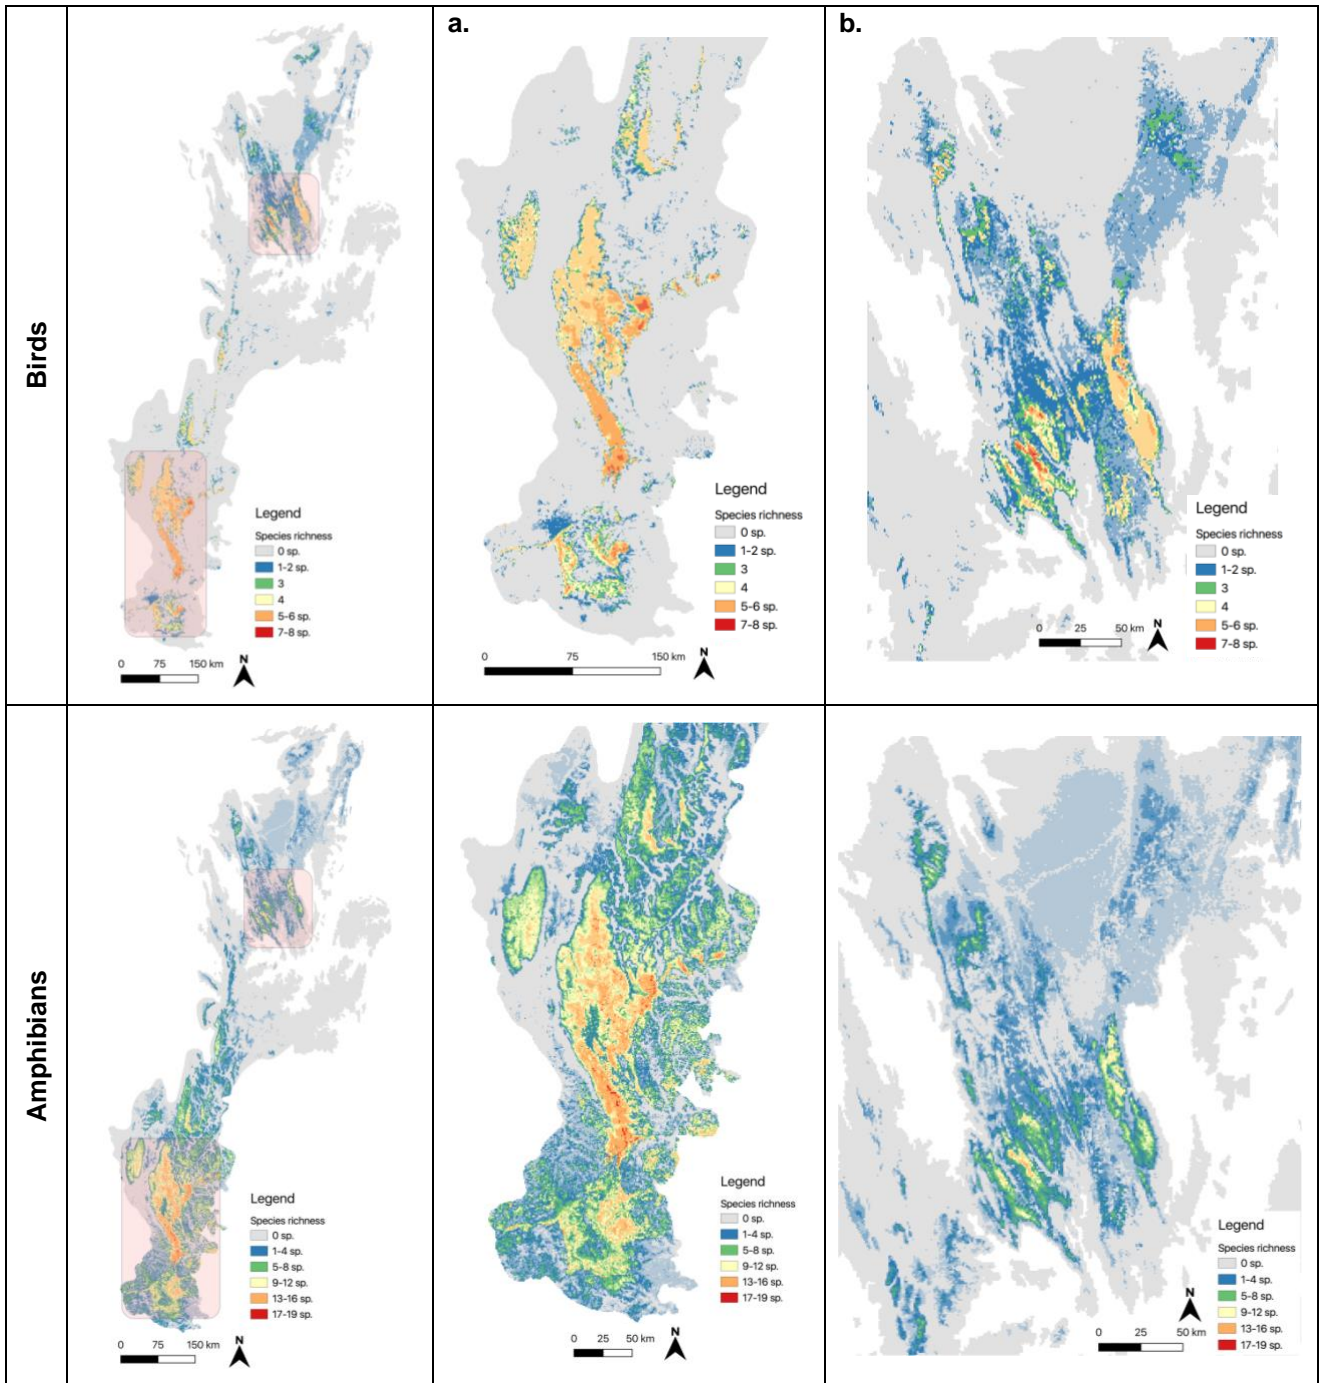 a.
b.
Birds
Legend
Species richness
0 sp.
1-2 sp.
3
4
5-6 sp.
7-8 sp.
0 75 150 km
N
Legend
Species richness
0 sp.
1-2 sp.
3
4
5-6 sp.
7-8 sp.
0 75 150 km
N
Legend
Species richness
0 sp.
1-2 sp.
3
4
5-6 sp.
7-8 sp.
0 25 50 km
N
Amphibians
Legend
Species richness
0 sp.
1-4 sp.
5-8 sp.
9-12 sp.
13-16 sp.
17-19 sp.
0 75 150 km
N
Legend
Species richness
0 sp.
1-4 sp.
5-8 sp.
9-12 sp.
13-16 sp.
17-19 sp.
0 25 50 km
N
Legend
Species richness
0 sp.
1-4 sp.
5-8 sp.
9-12 sp.
13-16 sp.
17-19 sp.
0 25 50 km
N